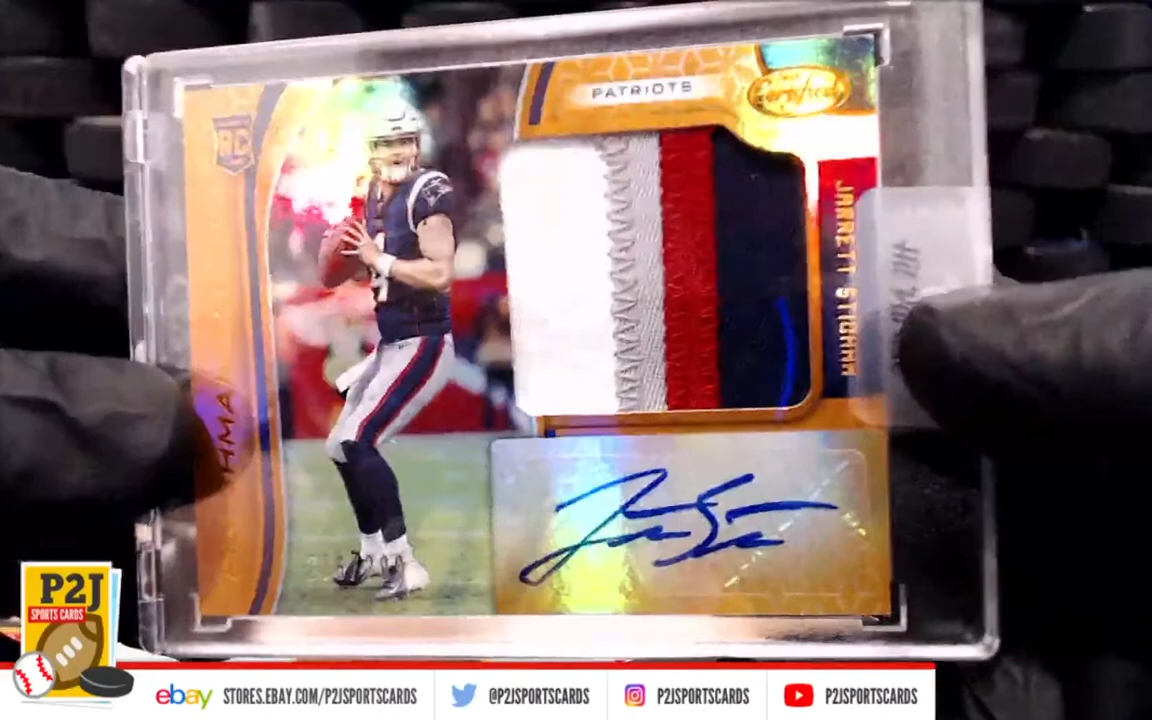 PATRIOTS
Certified
RC
JARRETT STIDHAM
P2J
SPORTS CARDS
ebay STORES.EBAY.COM/P2JSPORTSCARDS
@P2JSPORTSCARDS
P2JSPORTSCARDS
P2JSPORTSCARDS